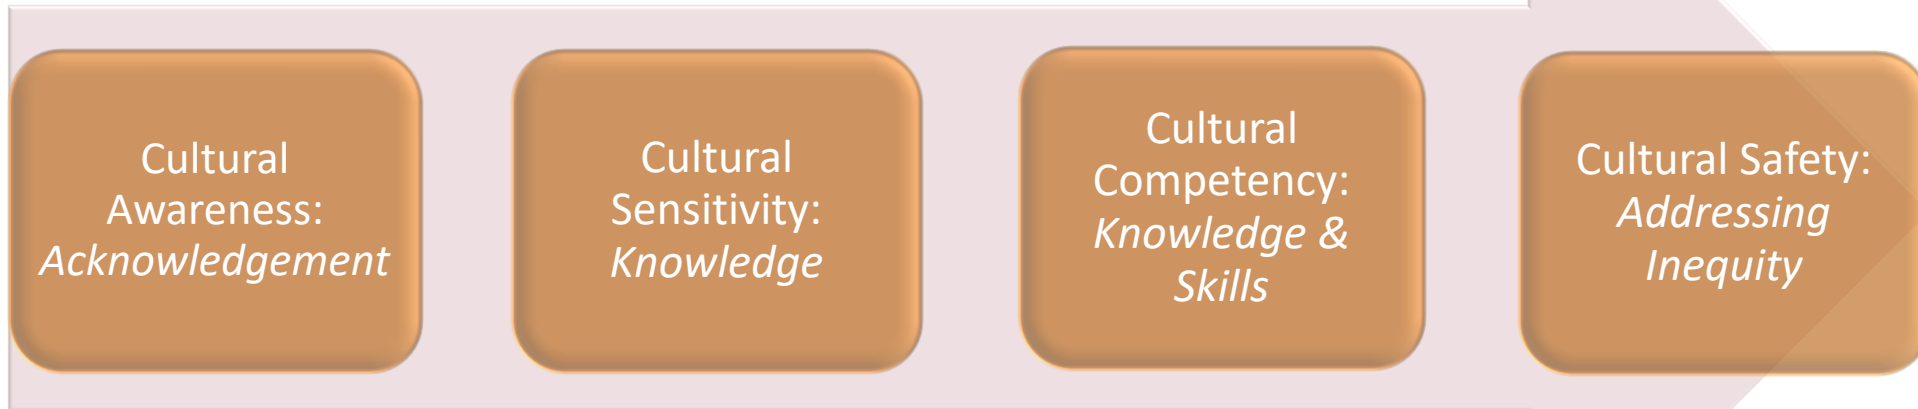 Cultural
Awareness:
Acknowledgement
Cultural
Sensitivity:
Knowledge
Cultural
Competency:
Knowledge &
Skills
Cultural Safety:
Addressing
Inequity